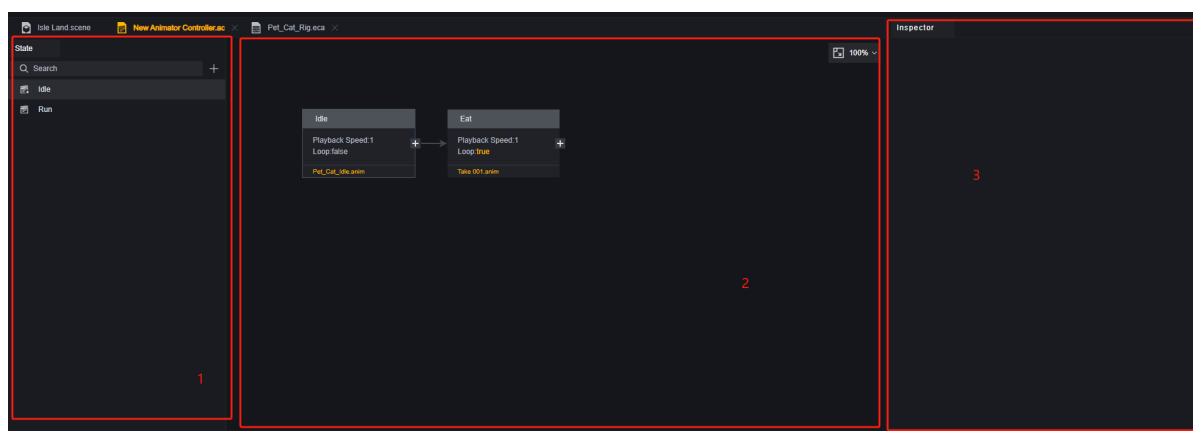 Isle Land.scene
New Animator Controller.ac
Pet_Cat_Rig.eca
Inspector
State
Search
100%
Idle
Run
Idle
Playback Speed:1
Loop:false
Pet_Cat_Idle.anim
Eat
Playback Speed:1
Loop:true
Take 001.anim
1
2
3